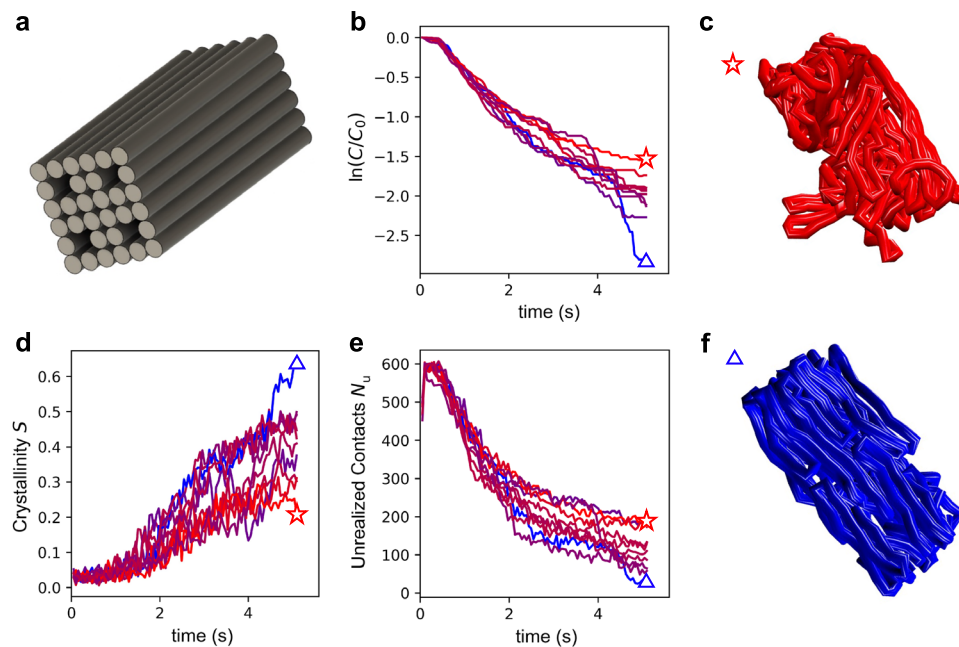 a
b
c
0.0
−0.5
−1.0
−1.5
−2.0
−2.5
ln(C/C₀)
0
2
4
time (s)
d
e
f
0.6
0.5
0.4
0.3
0.2
0.1
0.0
Crystallinity S
0
2
4
time (s)
600
500
400
300
200
100
0
Unrealized Contacts Nᵤ
0
2
4
time (s)